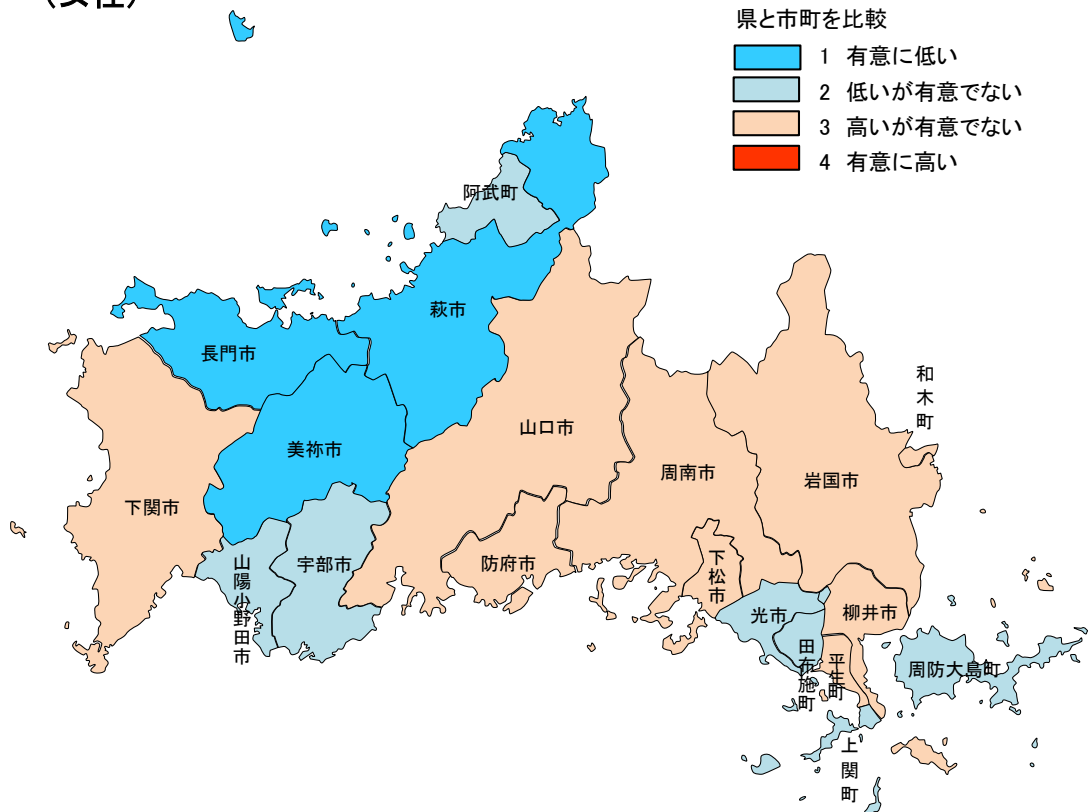 （女性）
県と市町を比較
1 有意に低い
2 低いが有意でない
3 高いが有意でない
4 有意に高い
阿武町
萩市
長門市
和木町
山口市
美祢市
周南市
岩国市
下関市
防府市
宇部市
下松市
山陽小野田市
光市
柳井市
田布施町
平生町
周防大島町
上関町